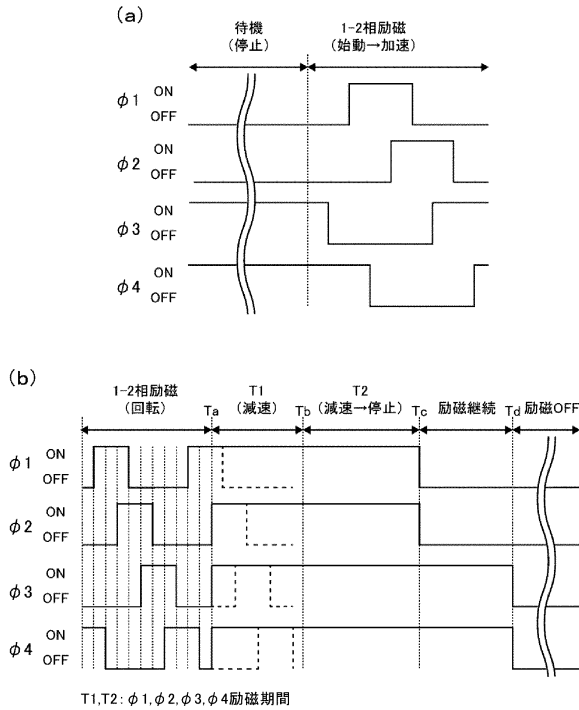 (a)
待機
(停止)
1-2相励磁
(始動→加速)
φ1 ON
OFF
φ2 ON
OFF
φ3 ON
OFF
φ4 ON
OFF
(b)
1-2相励磁
(回転)
Ta
T1
(減速)
Tb
T2
(減速→停止)
Tc
励磁継続
Td
励磁OFF
φ1 ON
OFF
φ2 ON
OFF
φ3 ON
OFF
φ4 ON
OFF
T1,T2:φ1,φ2,φ3,φ4励磁期間